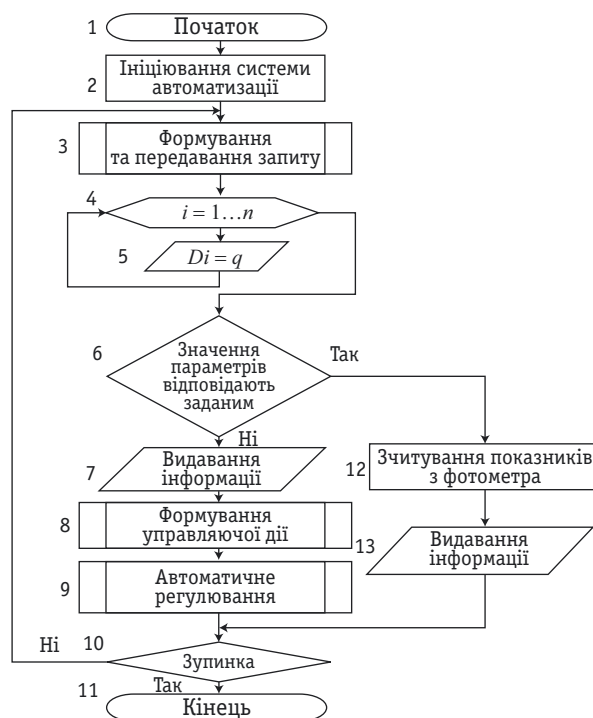 1 Початок
2 Ініціювання системи
автоматизації
3 Формування
та передавання запиту
4 i = 1…n
5 Di = q
6 Значення
параметрів
відповідають
заданим
Так
Ні
7 Видавання
інформації
12 Зчитування показників
з фотометра
8 Формування
управляючої дії
13 Видавання
інформації
9 Автоматичне
регулювання
Ні 10 Зупинка
Так
11 Кінець